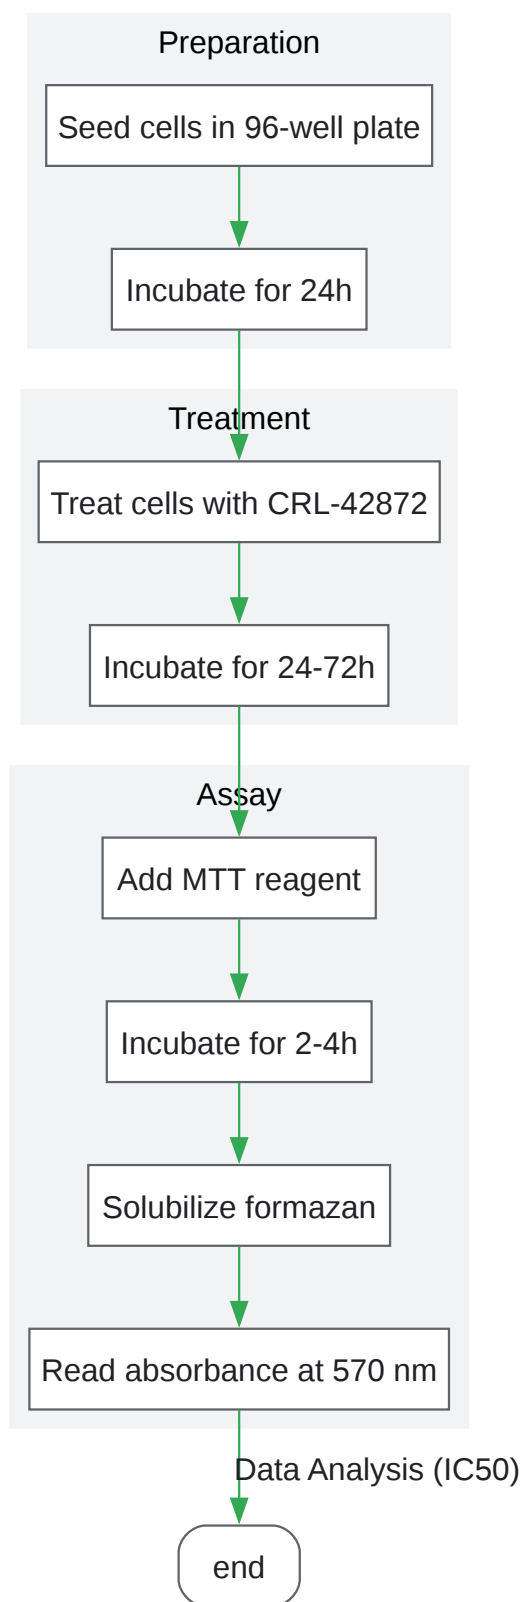 Preparation
Seed cells in 96-well plate
Incubate for 24h
Treatment
Treat cells with CRL-42872
Incubate for 24-72h
Assay
Add MTT reagent
Incubate for 2-4h
Solubilize formazan
Read absorbance at 570 nm
Data Analysis (IC50)
end